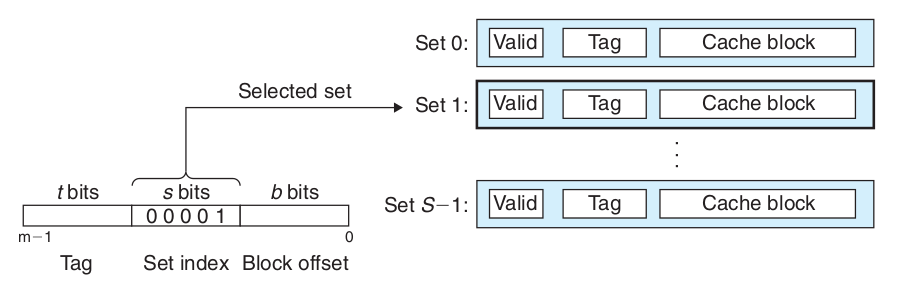 Set 0: Valid Tag Cache block
Selected set
Set 1: Valid Tag Cache block
t bits s bits b bits
Set S−1: Valid Tag Cache block
0 0 0 0 1
m−1 0
Tag Set index Block offset